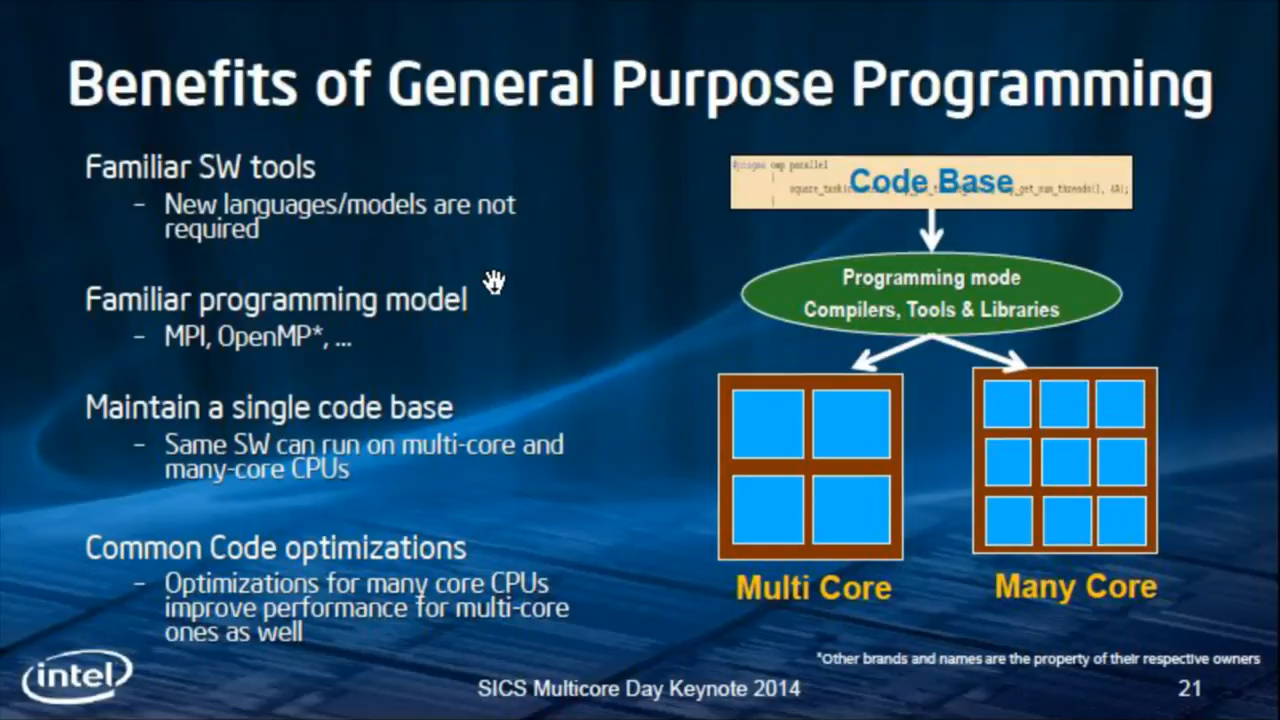 Benefits of General Purpose Programming
Familiar SW tools
– New languages/models are not
required
Familiar programming model
– MPI, OpenMP*, ...
Maintain a single code base
– Same SW can run on multi-core and
many-core CPUs
Common Code optimizations
– Optimizations for many core CPUs
improve performance for multi-core
ones as well
#pragma omp parallel
{
Code Base
}
Programming mode
Compilers, Tools & Libraries
Multi Core
Many Core
*Other brands and names are the property of their respective owners
intel
SICS Multicore Day Keynote 2014
21